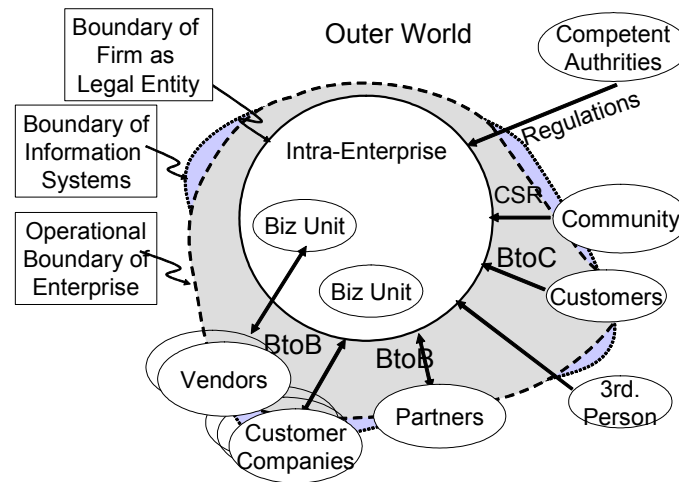 Boundary of
Firm as
Legal Entity
Outer World
Competent
Authrities
Boundary of
Information
Systems
Regulations
Intra-Enterprise
CSR
Community
Operational
Boundary of
Enterprise
Biz Unit
BtoC
Customers
Biz Unit
BtoB
BtoB
Vendors
Partners
3rd.
Person
Customer
Companies